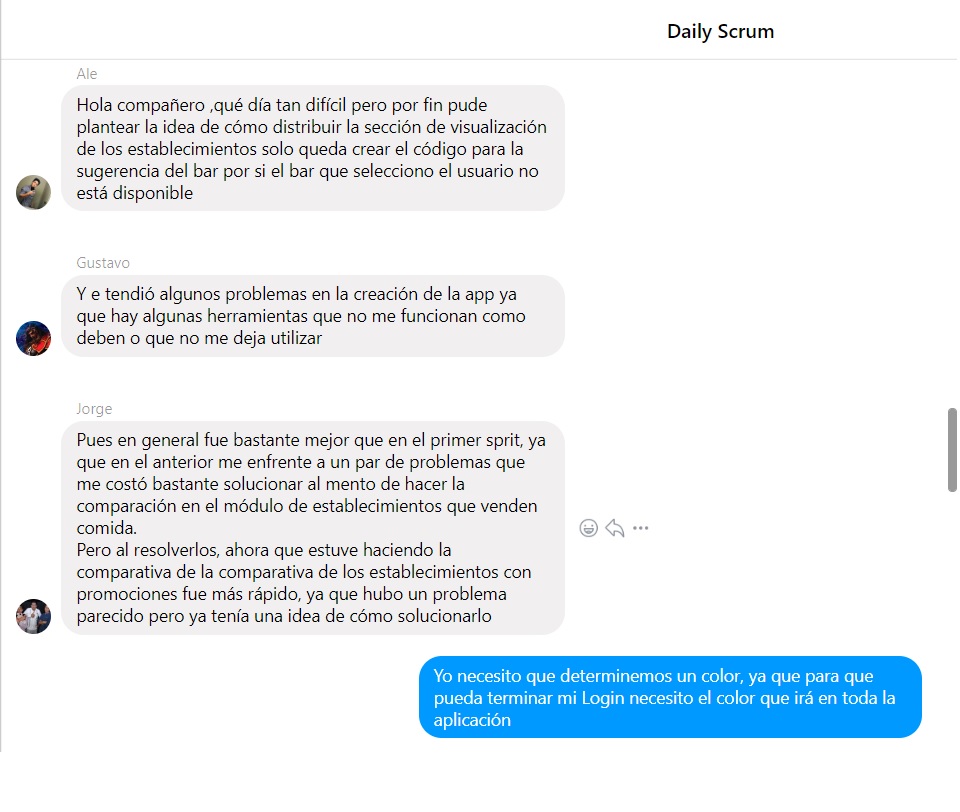 Daily Scrum
Ale
Hola compañero ,qué día tan difícil pero por fin pude
plantear la idea de cómo distribuir la sección de visualización
de los establecimientos solo queda crear el código para la
sugerencia del bar por si el bar que selecciono el usuario no
está disponible
Gustavo
Y e tendió algunos problemas en la creación de la app ya
que hay algunas herramientas que no me funcionan como
deben o que no me deja utilizar
Jorge
Pues en general fue bastante mejor que en el primer sprit, ya
que en el anterior me enfrente a un par de problemas que
me costó bastante solucionar al mento de hacer la
comparación en el módulo de establecimientos que venden
comida.
Pero al resolverlos, ahora que estuve haciendo la
comparativa de la comparativa de los establecimientos con
promociones fue más rápido, ya que hubo un problema
parecido pero ya tenía una idea de cómo solucionarlo
Yo necesito que determinemos un color, ya que para que
pueda terminar mi Login necesito el color que irá en toda la
aplicación